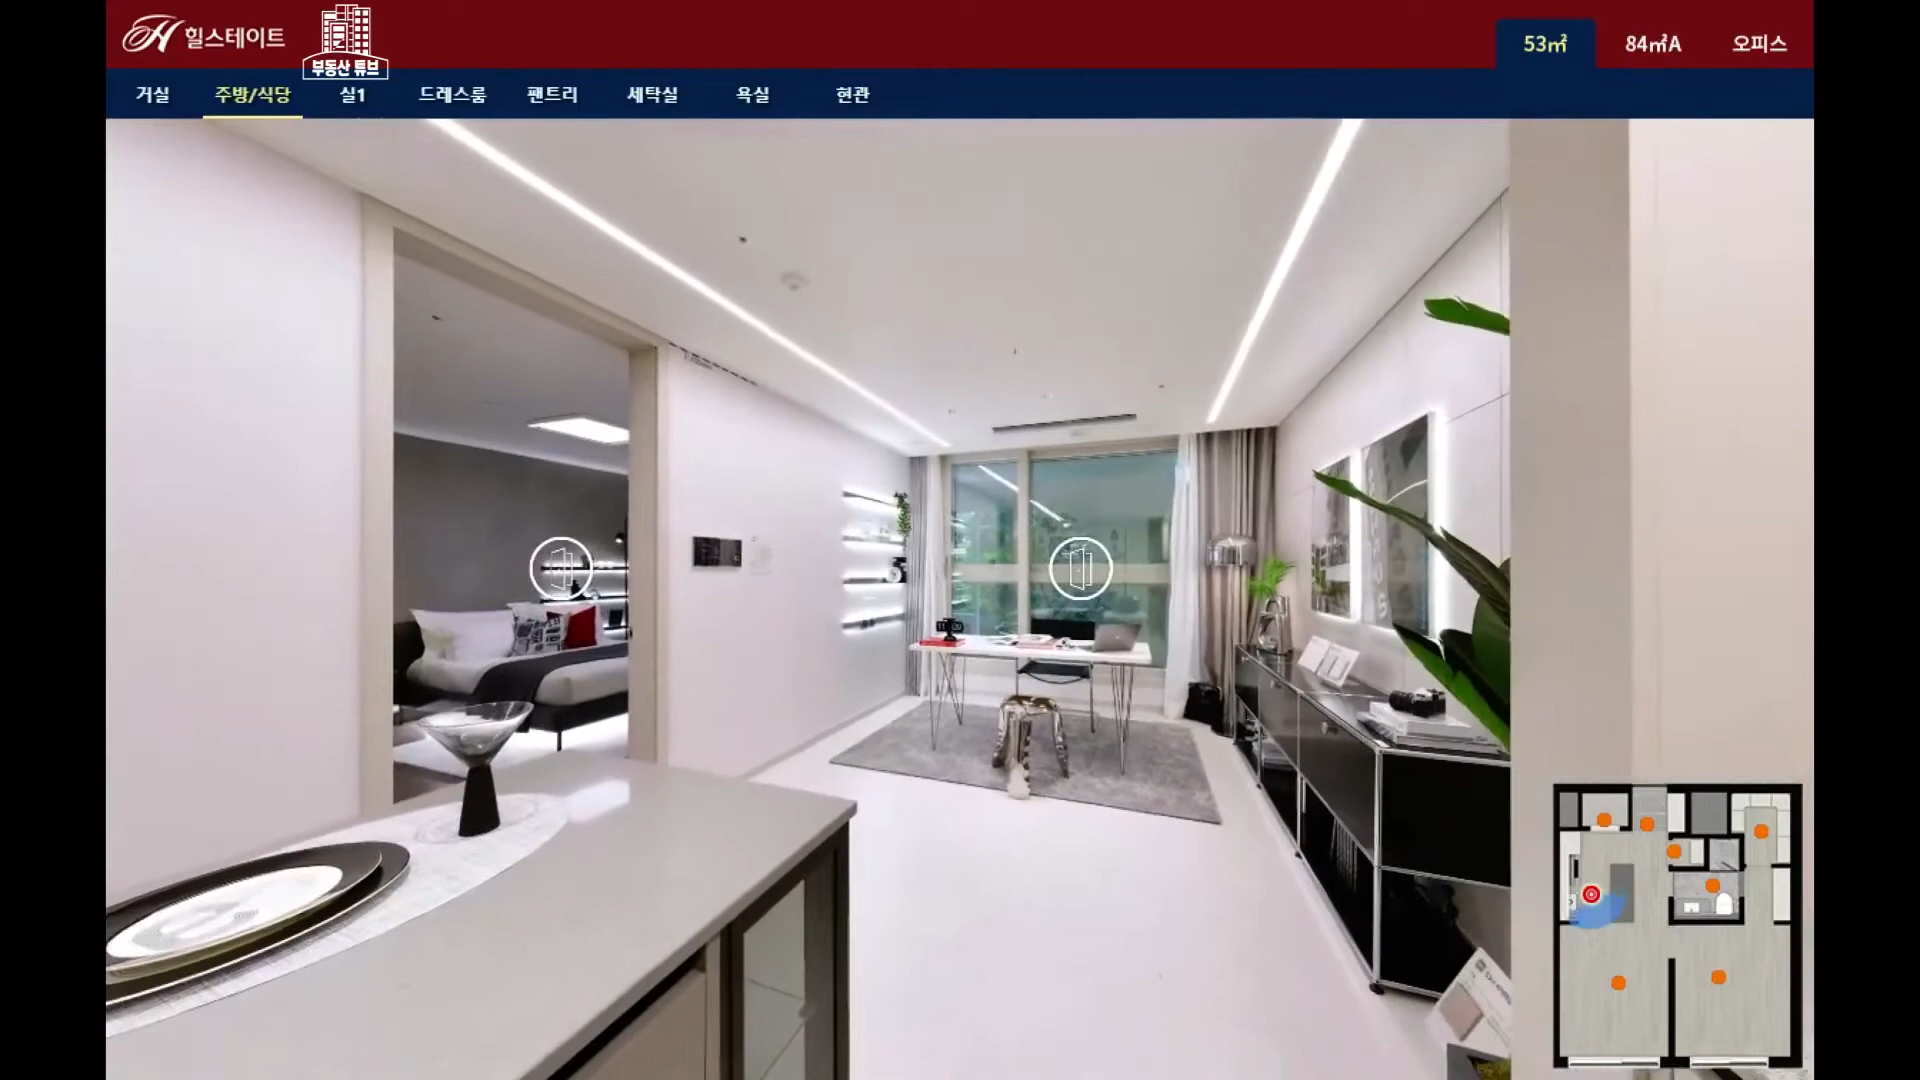 힐스테이트
부동산 튜브
53㎡
84㎡A
오피스
거실
주방/식당
실1
드레스룸
팬트리
세탁실
욕실
현관